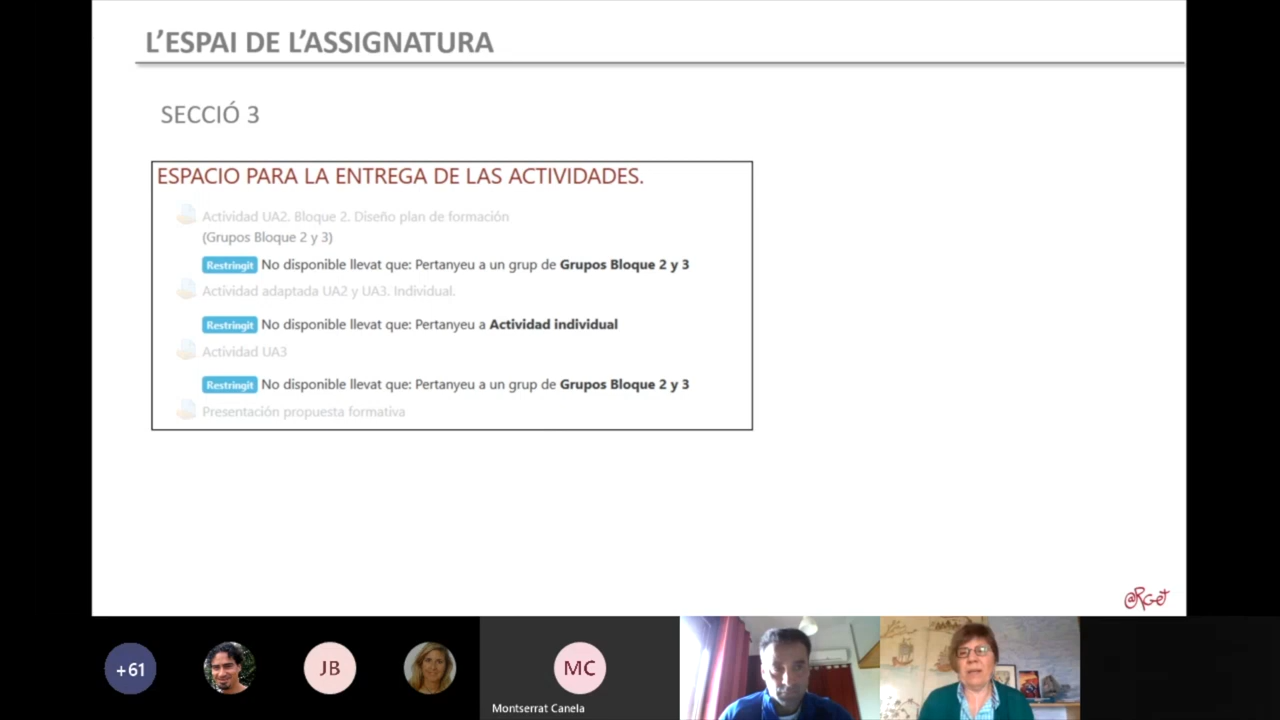 L’ESPAI DE L’ASSIGNATURA
SECCIÓ 3
ESPACIO PARA LA ENTREGA DE LAS ACTIVIDADES.
Actividad UA2. Bloque 2. Diseño plan de formación
(Grupos Bloque 2 y 3)
Restringit No disponible llevat que: Pertanyeu a un grup de Grupos Bloque 2 y 3
Actividad adaptada UA2 y UA3. Individual.
Restringit No disponible llevat que: Pertanyeu a Actividad individual
Actividad UA3
Restringit No disponible llevat que: Pertanyeu a un grup de Grupos Bloque 2 y 3
Presentación propuesta formativa
@RGet
+61
JB
MC
Montserrat Canela